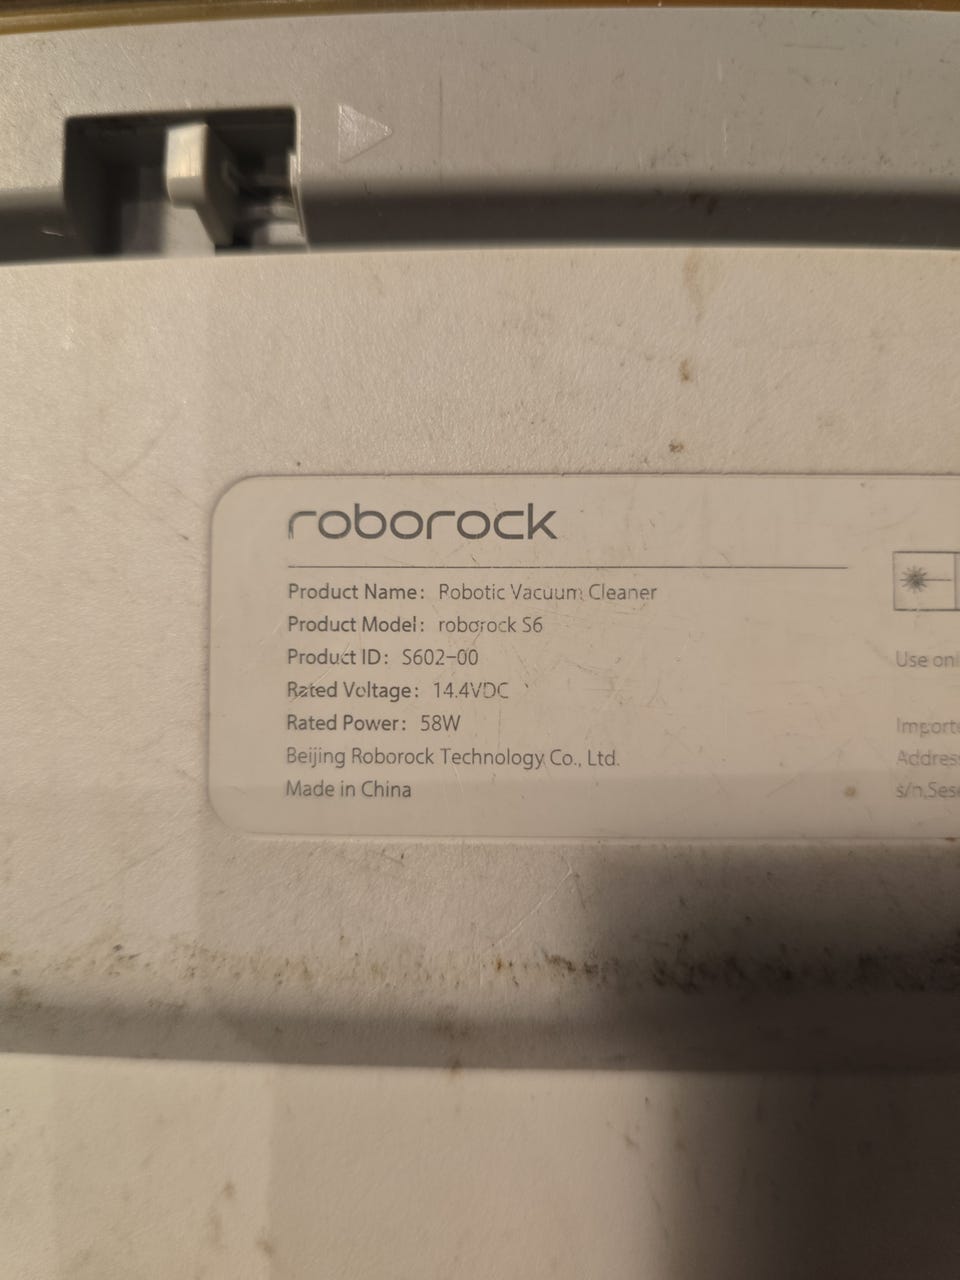 roborock
Product Name: Robotic Vacuum Cleaner
Product Model: roborock S6
Product ID: S602-00
Rated Voltage: 14.4VDC
Rated Power: 58W
Beijing Roborock Technology Co., Ltd.
Made in China
Use